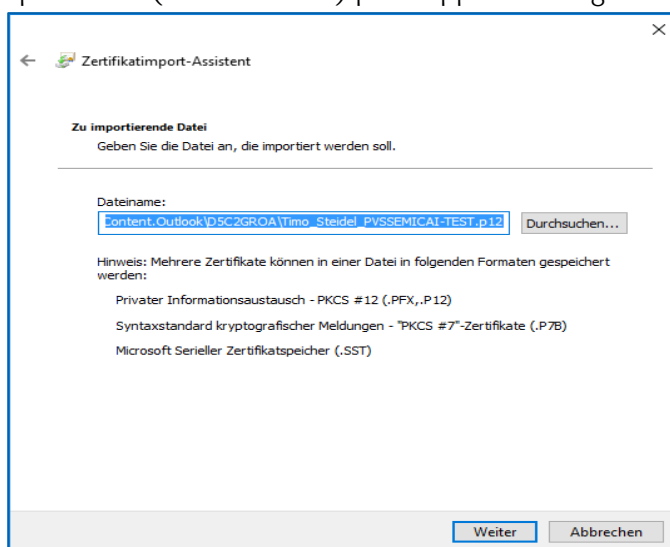 Zertifikatimport-Assistent
Zu importierende Datei
Geben Sie die Datei an, die importiert werden soll.
Dateiname:
Content.Outlook\D5C2GROA\Timo_Steidel_PVSSEMICAI-TEST.p12 Durchsuchen...
Hinweis: Mehrere Zertifikate können in einer Datei in folgenden Formaten gespeichert
werden:
Privater Informationsaustausch - PKCS #12 (.PFX,.P12)
Syntaxstandard kryptografischer Meldungen - "PKCS #7"-Zertifikate (.P7B)
Microsoft Serieller Zertifikatspeicher (.SST)
Weiter Abbrechen